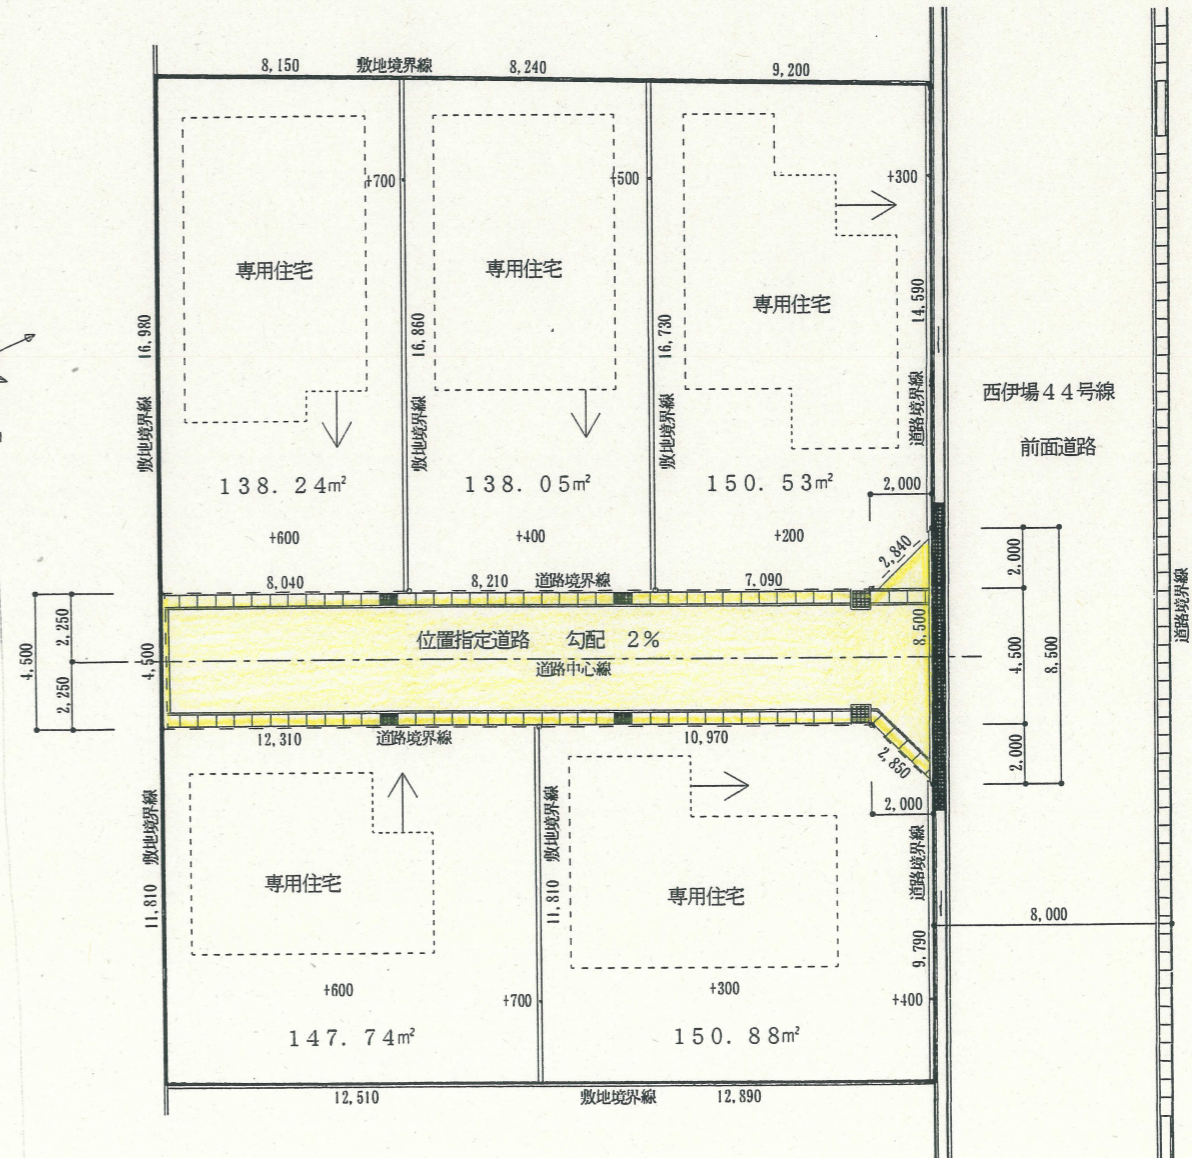 8,150
敷地境界線
8,240
9,200
+700
+500
+300
専用住宅
専用住宅
専用住宅
16,980
敷地境界線
16,860
敷地境界線
16,730
敷地境界線
14,590
道路境界線
西伊場44号線
前面道路
138.24㎡
138.05㎡
150.53㎡
2,000
+600
+400
+200
2,840
8,040
8,210
道路境界線
7,090
2,000
4,500
2,000
8,500
道路境界線
4,500
2,250
2,250
4,500
位置指定道路 勾配 2%
道路中心線
8,500
12,310
道路境界線
10,970
2,850
2,000
敷地境界線
11,810
専用住宅
敷地境界線
11,810
専用住宅
道路境界線
9,790
8,000
+600
+700
+300
+400
147.74㎡
150.88㎡
12,510
敷地境界線
12,890